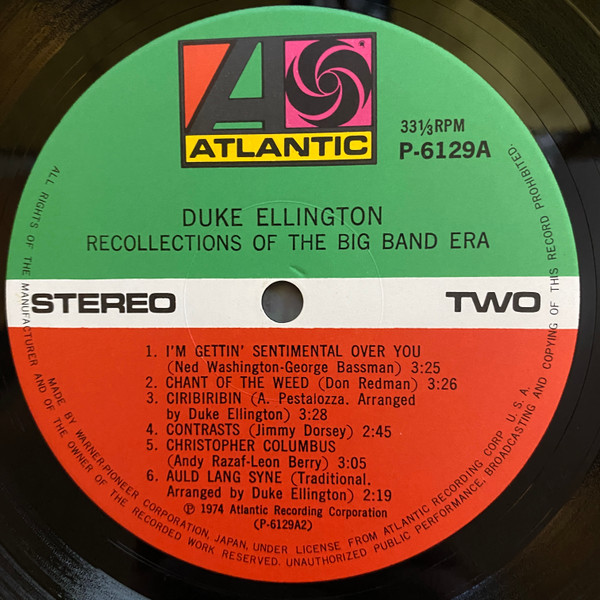 ATLANTIC
33⅓RPM
P-6129A
DUKE ELLINGTON
RECOLLECTIONS OF THE BIG BAND ERA
STEREO
TWO
1. I'M GETTIN' SENTIMENTAL OVER YOU
(Ned Washington-George Bassman) 3:25
2. CHANT OF THE WEED (Don Redman) 3:26
3. CIRIBIRIBIN (A. Pestalozza. Arranged
by Duke Ellington) 3:28
4. CONTRASTS (Jimmy Dorsey) 2:45
5. CHRISTOPHER COLUMBUS
(Andy Razaf-Leon Berry) 3:05
6. AULD LANG SYNE (Traditional.
Arranged by Duke Ellington) 2:19
Ⓟ 1974 Atlantic Recording Corporation
(P-6129A2)
MADE BY WARNER-PIONEER CORPORATION, JAPAN, UNDER LICENSE FROM ATLANTIC RECORDING CORP. U.S.A.
ALL RIGHTS OF THE MANUFACTURER AND OF THE OWNER OF THE RECORDED WORK RESERVED. UNAUTHORIZED PUBLIC PERFORMANCE, BROADCASTING AND COPYING OF THIS RECORD PROHIBITED.